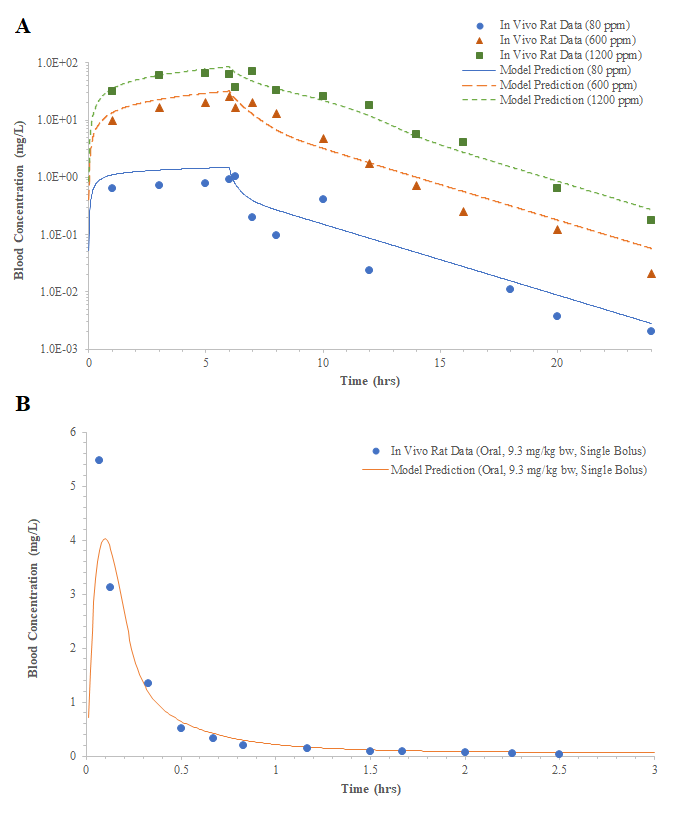 A
In Vivo Rat Data (80 ppm)
In Vivo Rat Data (600 ppm)
In Vivo Rat Data (1200 ppm)
Model Prediction (80 ppm)
Model Prediction (600 ppm)
Model Prediction (1200 ppm)
1.0E+02
1.0E+01
1.0E+00
1.0E-01
1.0E-02
1.0E-03
Blood Concentration (mg/L)
0 5 10 15 20
Time (hrs)
B
In Vivo Rat Data (Oral, 9.3 mg/kg bw, Single Bolus)
Model Prediction (Oral, 9.3 mg/kg bw, Single Bolus)
6
5
4
3
2
1
0
Blood Concentration (mg/L)
0 0.5 1 1.5 2 2.5 3
Time (hrs)